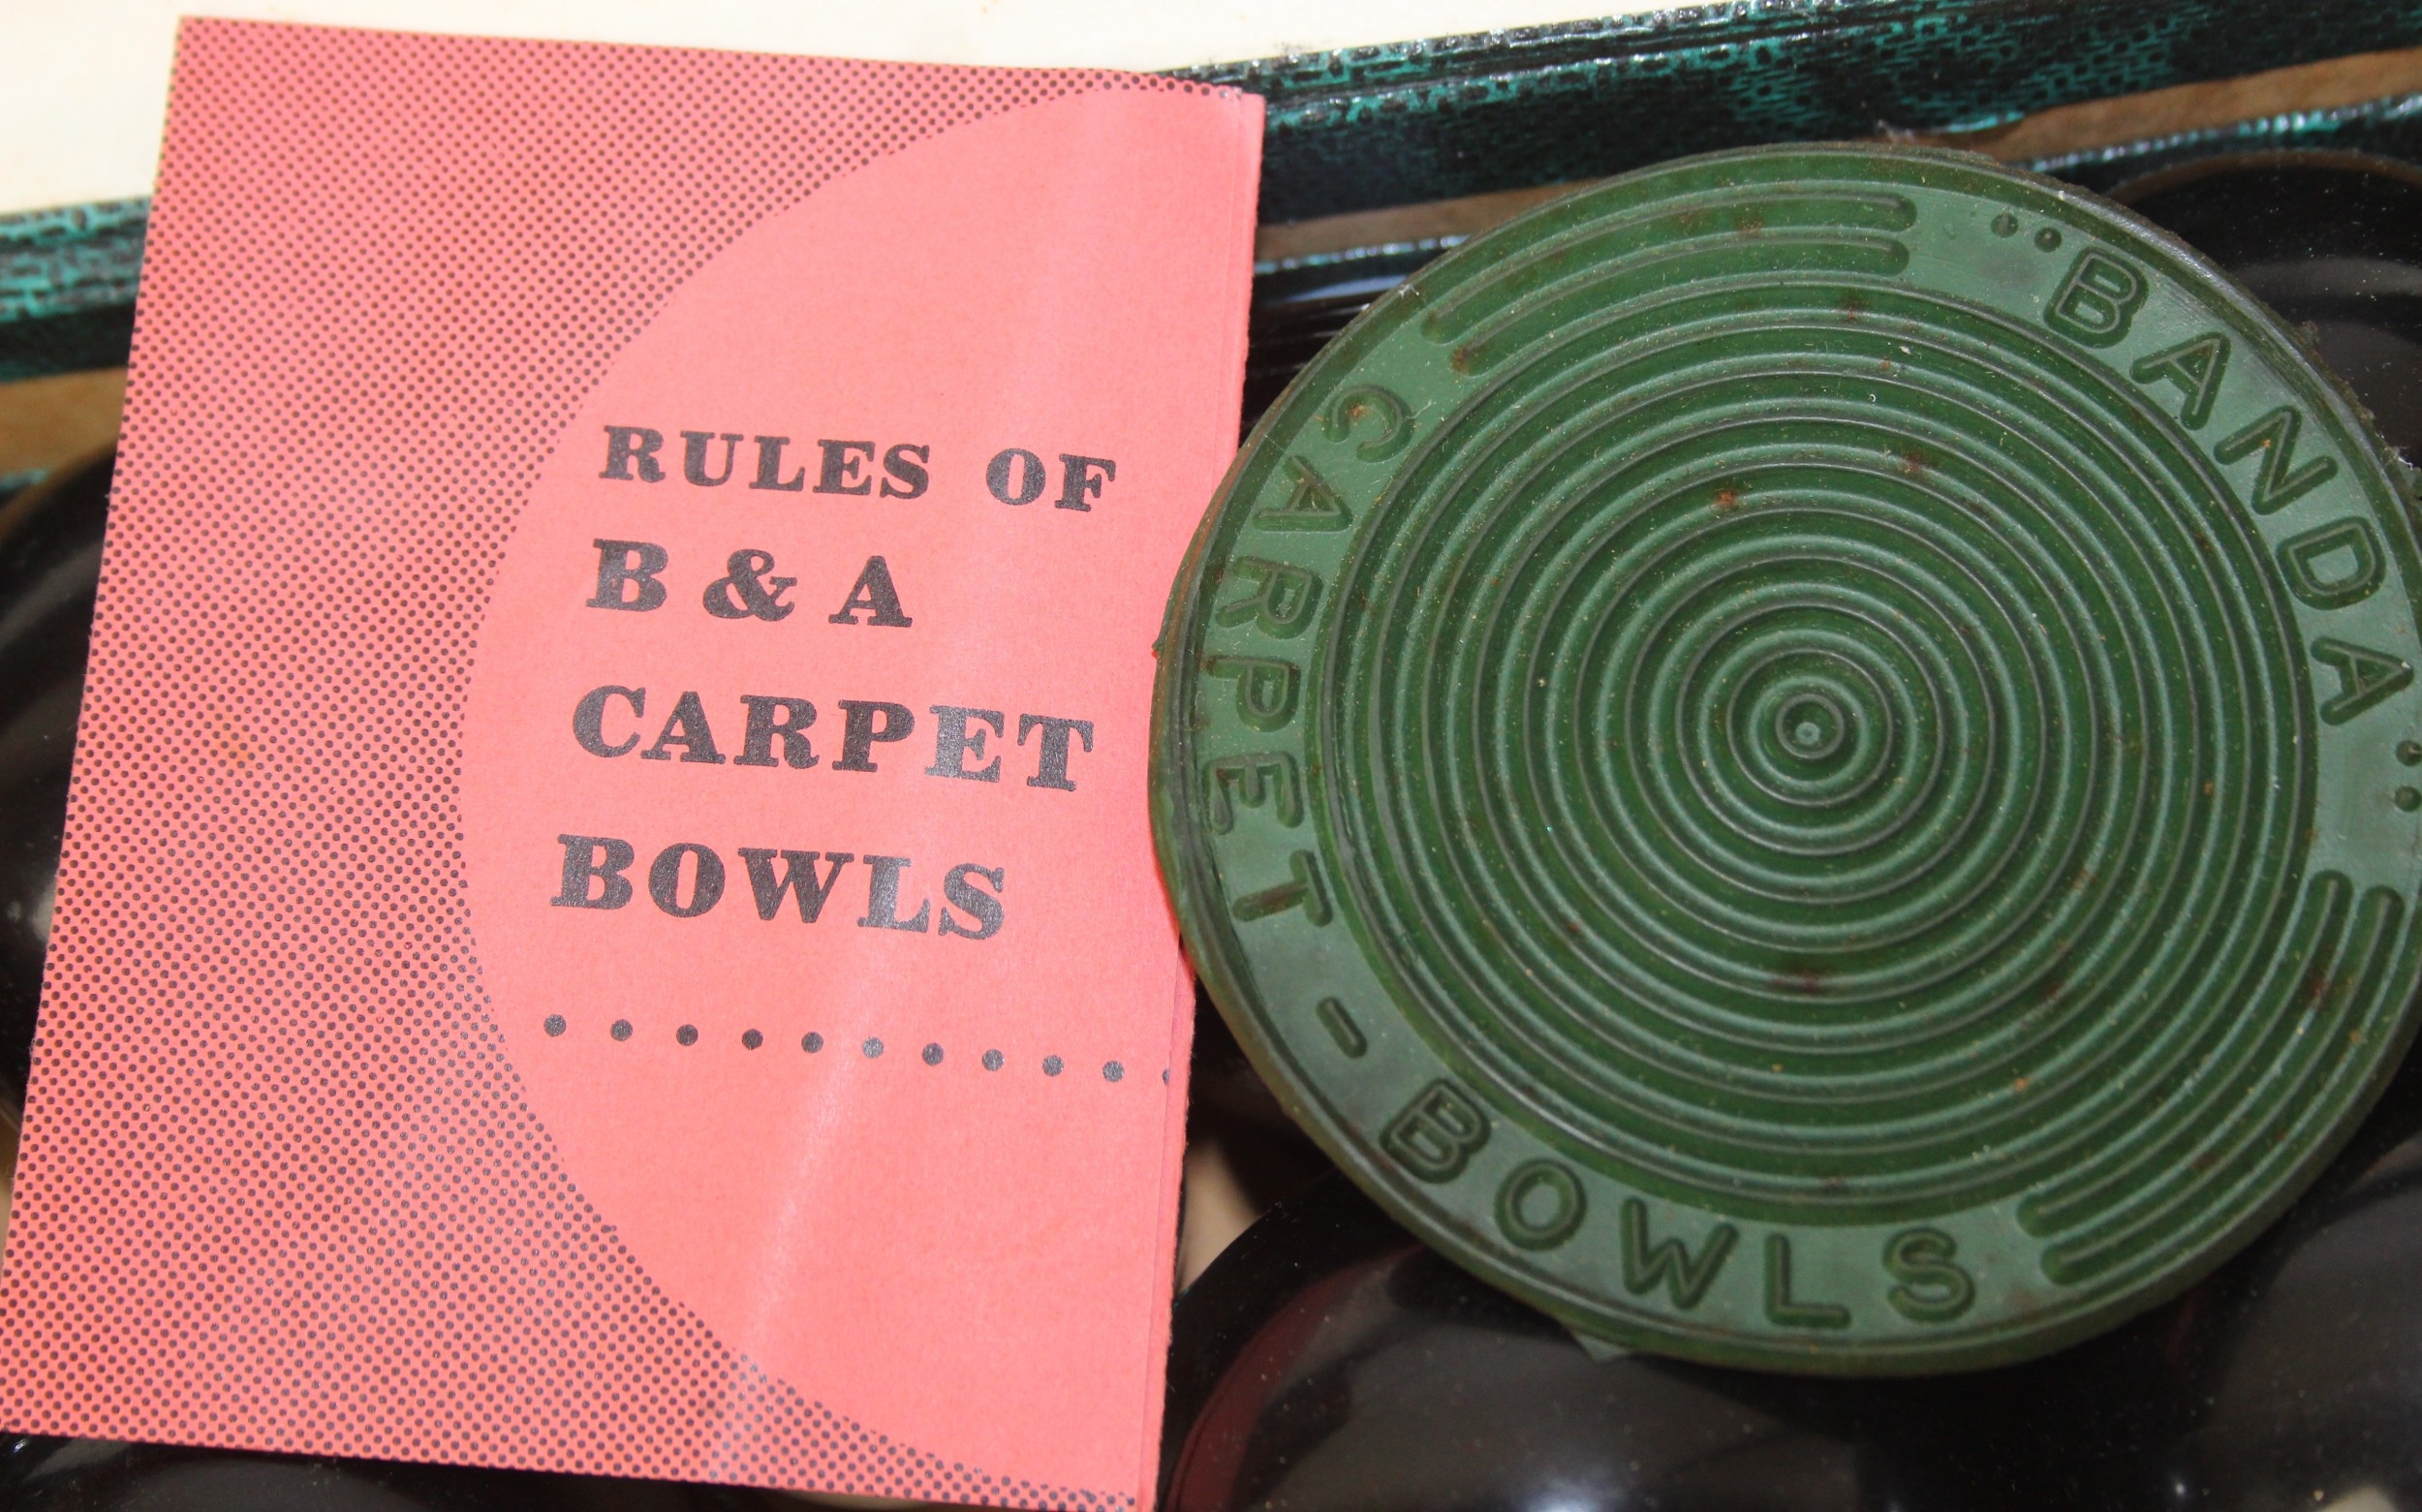 RULES OF
B & A
CARPET
BOWLS
"BANDA"
CARPET - BOWLS